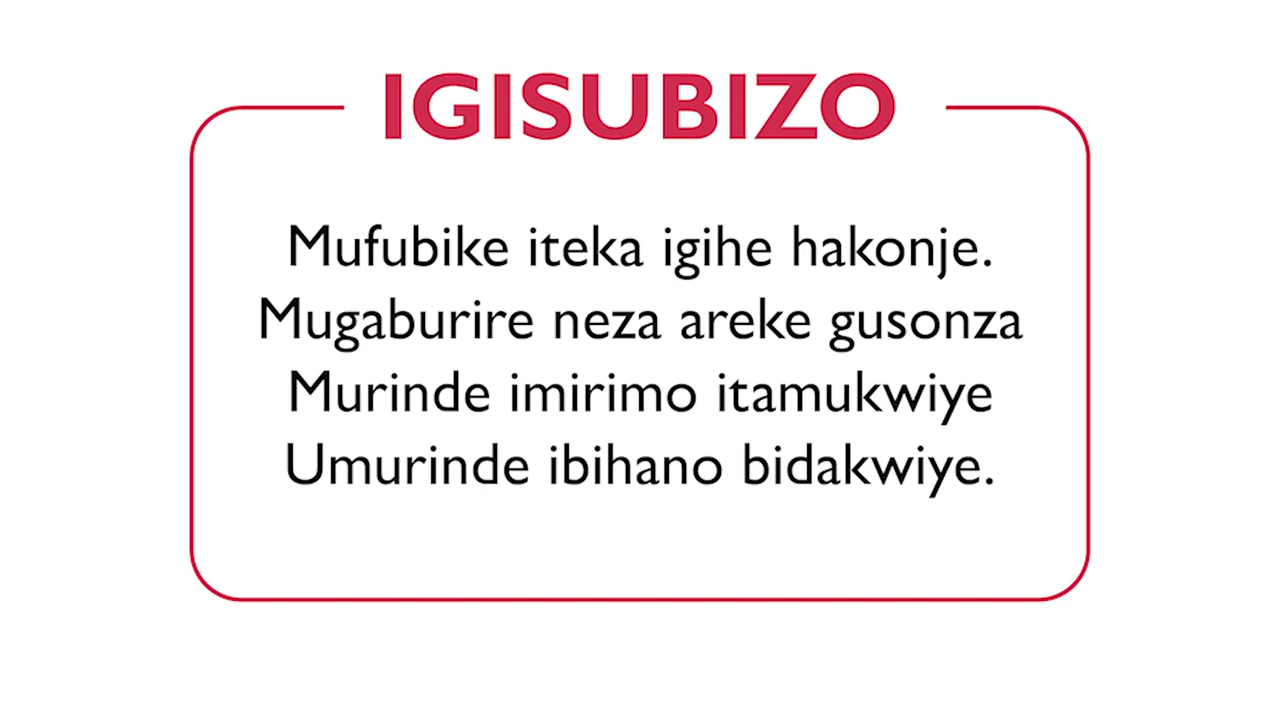 IGISUBIZO
Mufubike iteka igihe hakonje.
Mugaburire neza areke gusonza
Murinde imirimo itamukwiye
Umurinde ibihano bidakwiye.